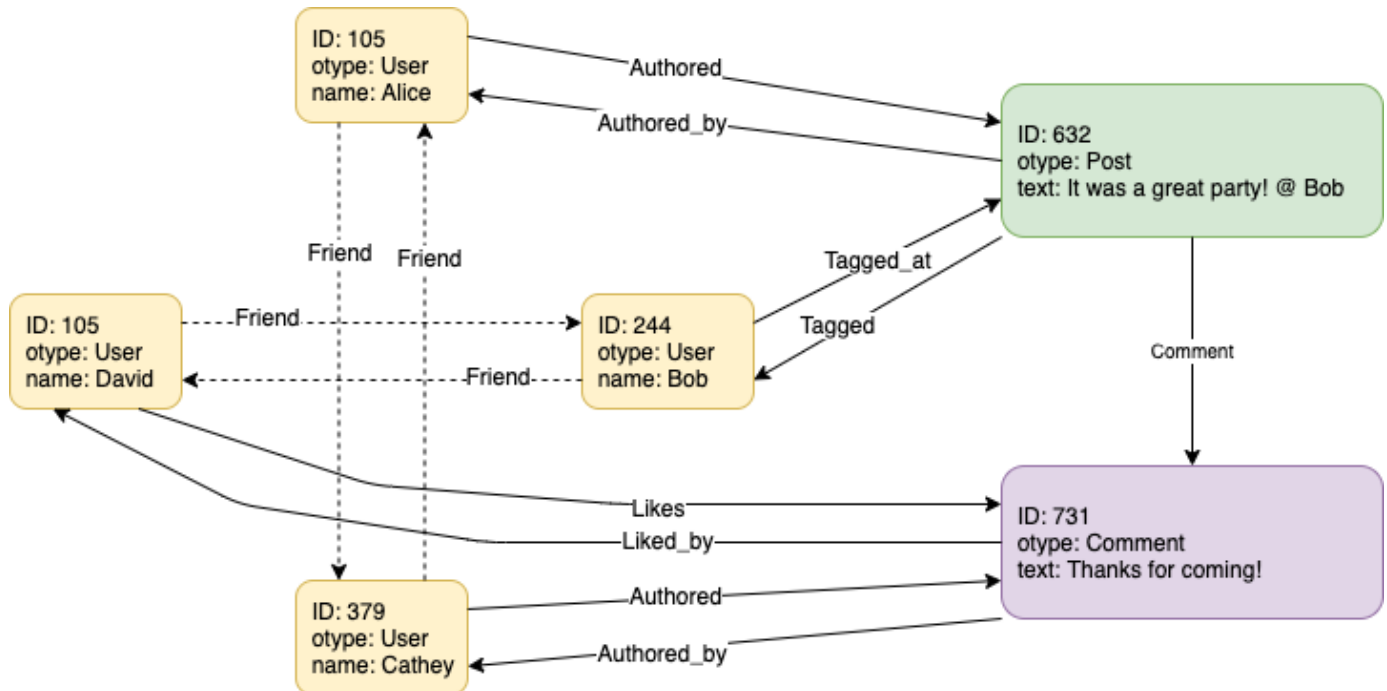 ID: 105
otype: User
name: Alice
Authored
Authored_by
ID: 632
otype: Post
text: It was a great party! @ Bob
Friend
Friend
Tagged_at
Tagged
ID: 105
otype: User
name: David
Friend
Friend
ID: 244
otype: User
name: Bob
Comment
Likes
Liked_by
ID: 731
otype: Comment
text: Thanks for coming!
ID: 379
otype: User
name: Cathey
Authored
Authored_by